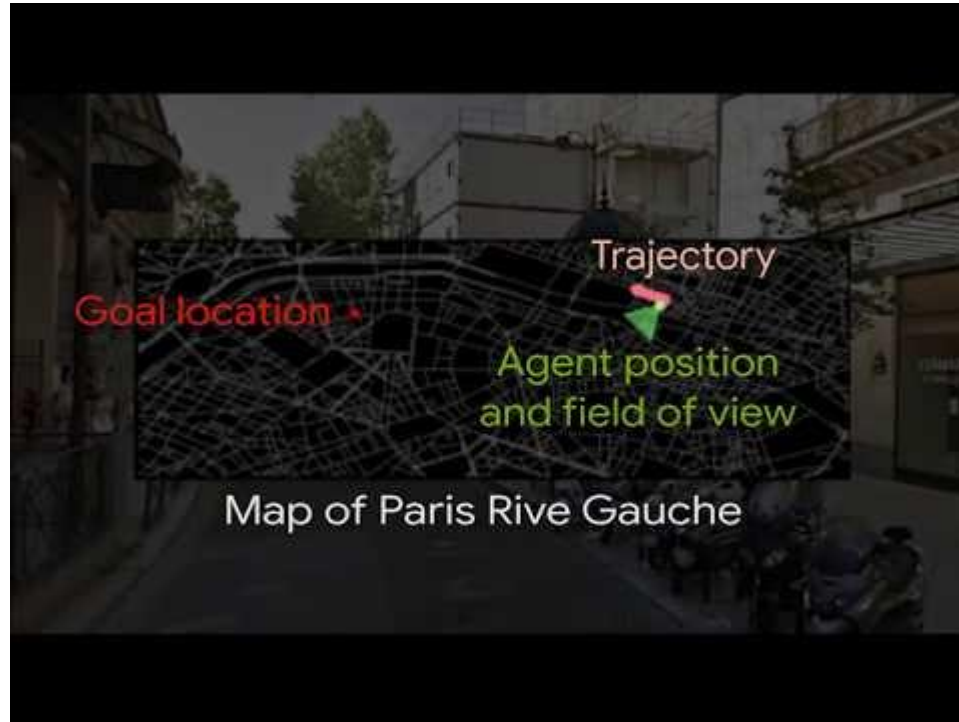 Trajectory
Goal location
Agent position
and field of view
Map of Paris Rive Gauche